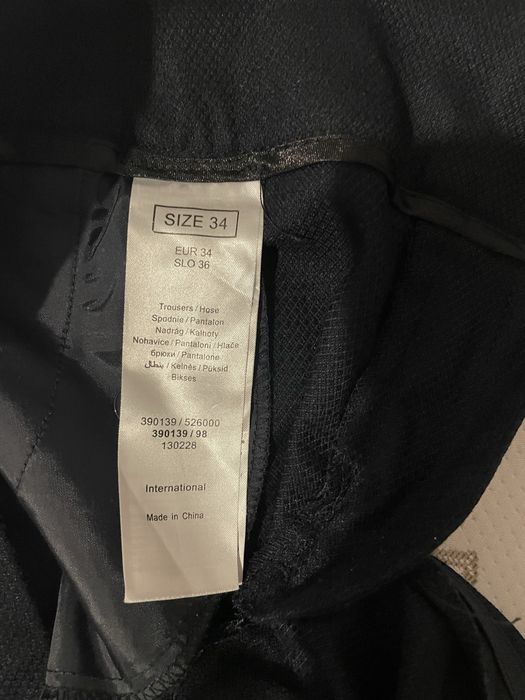 SIZE 34
EUR 34
SLO 36
Trousers / Hose
Spodnie / Pantalon
Nadrág / Kalhoty
Nohavice / Pantaloni / Hlače
брюки / Pantalone
بنطال / Kelnės / Püksid
Bikses
390139 / 526000
390139 / 98
130228
International
Made in China